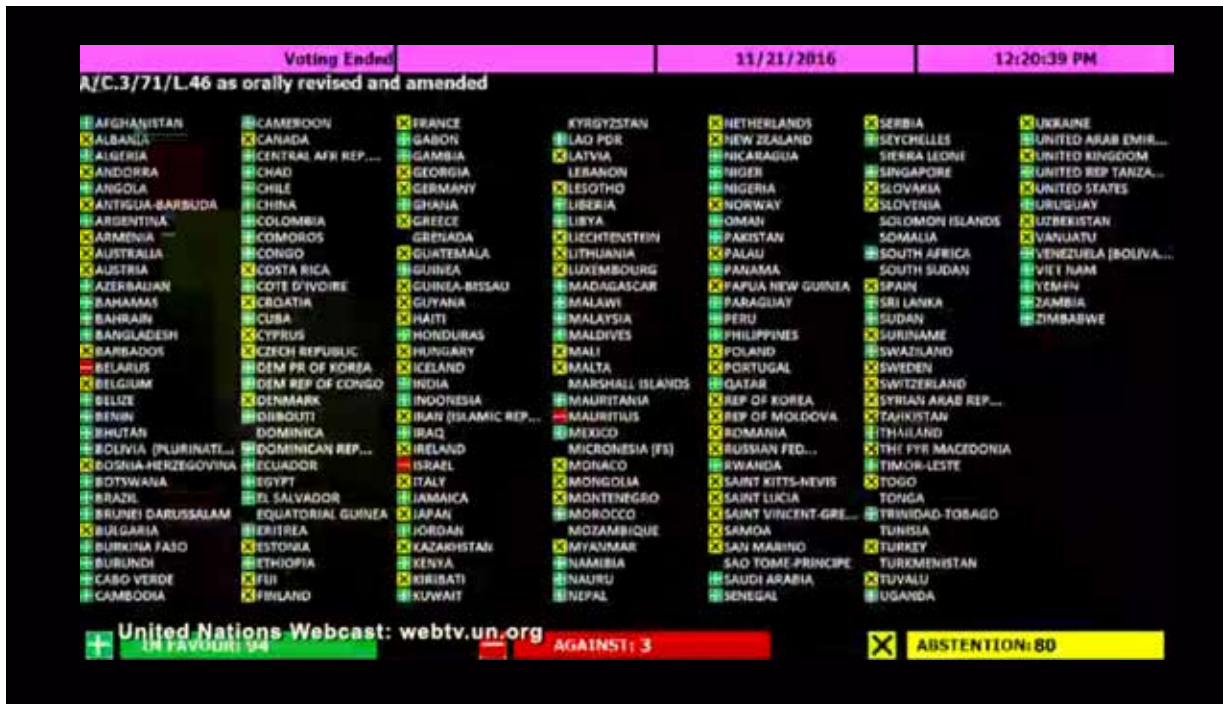 Voting Ended
11/21/2016
12:20:39 PM
A/C.3/71/L.46 as orally revised and amended
AFGHANISTAN
ALBANIA
ALGERIA
ANDORRA
ANGOLA
ANTIGUA-BARBUDA
ARGENTINA
ARMENIA
AUSTRALIA
AUSTRIA
AZERBAIJAN
BAHAMAS
BAHRAIN
BANGLADESH
BARBADOS
BELARUS
BELGIUM
BELIZE
BENIN
BHUTAN
BOLIVIA (PLURINATI...
BOSNIA-HERZEGOVINA
BOTSWANA
BRAZIL
BRUNEI DARUSSALAM
BULGARIA
BURKINA FASO
BURUNDI
CABO VERDE
CAMBODIA
CAMEROON
CANADA
CENTRAL AFR REP....
CHAD
CHILE
CHINA
COLOMBIA
COMOROS
CONGO
COSTA RICA
COTE D'IVOIRE
CROATIA
CUBA
CYPRUS
CZECH REPUBLIC
DEM PR OF KOREA
DEM REP OF CONGO
DENMARK
DJIBOUTI
DOMINICA
DOMINICAN REP...
ECUADOR
EGYPT
EL SALVADOR
EQUATORIAL GUINEA
ERITREA
ESTONIA
ETHIOPIA
FIJI
FINLAND
FRANCE
GABON
GAMBIA
GEORGIA
GERMANY
GHANA
GREECE
GRENADA
GUATEMALA
GUINEA
GUINEA-BISSAU
GUYANA
HAITI
HONDURAS
HUNGARY
ICELAND
INDIA
INDONESIA
IRAN (ISLAMIC REP...
IRAQ
IRELAND
ISRAEL
ITALY
JAMAICA
JAPAN
JORDAN
KAZAKHSTAN
KENYA
KIRIBATI
KUWAIT
KYRGYZSTAN
LAO PDR
LATVIA
LEBANON
LESOTHO
LIBERIA
LIBYA
LIECHTENSTEIN
LITHUANIA
LUXEMBOURG
MADAGASCAR
MALAWI
MALAYSIA
MALDIVES
MALI
MALTA
MARSHALL ISLANDS
MAURITANIA
MAURITIUS
MEXICO
MICRONESIA (FS)
MONACO
MONGOLIA
MONTENEGRO
MOROCCO
MOZAMBIQUE
MYANMAR
NAMIBIA
NAURU
NEPAL
NETHERLANDS
NEW ZEALAND
NICARAGUA
NIGER
NIGERIA
NORWAY
OMAN
PAKISTAN
PALAU
PANAMA
PAPUA NEW GUINEA
PARAGUAY
PERU
PHILIPPINES
POLAND
PORTUGAL
QATAR
REP OF KOREA
REP OF MOLDOVA
ROMANIA
RUSSIAN FED...
RWANDA
SAINT KITTS-NEVIS
SAINT LUCIA
SAINT VINCENT-GRE...
SAMOA
SAN MARINO
SAO TOME-PRINCIPE
SAUDI ARABIA
SENEGAL
SERBIA
SEYCHELLES
SIERRA LEONE
SINGAPORE
SLOVAKIA
SLOVENIA
SOLOMON ISLANDS
SOMALIA
SOUTH AFRICA
SOUTH SUDAN
SPAIN
SRI LANKA
SUDAN
SURINAME
SWAZILAND
SWEDEN
SWITZERLAND
SYRIAN ARAB REP...
TAJIKISTAN
THAILAND
THE FYR MACEDONIA
TIMOR-LESTE
TOGO
TONGA
TRINIDAD-TOBAGO
TUNISIA
TURKEY
TURKMENISTAN
TUVALU
UGANDA
UKRAINE
UNITED ARAB EMIR...
UNITED KINGDOM
UNITED REP TANZA...
UNITED STATES
URUGUAY
UZBEKISTAN
VANUATU
VENEZUELA (BOLIVA...
VIET NAM
YEMEN
ZAMBIA
ZIMBABWE
United Nations Webcast: webtv.un.org
IN FAVOUR: 94
AGAINST: 3
ABSTENTION: 80